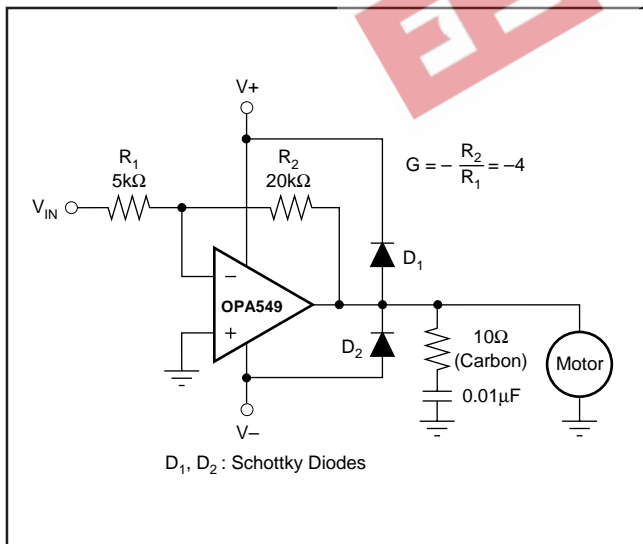 V+
R1
5kΩ
R2
20kΩ
G = – R2/R1 = –4
VIN
–
+
OPA549
D1
D2
10Ω
(Carbon)
0.01µF
Motor
V–
D1, D2 : Schottky Diodes